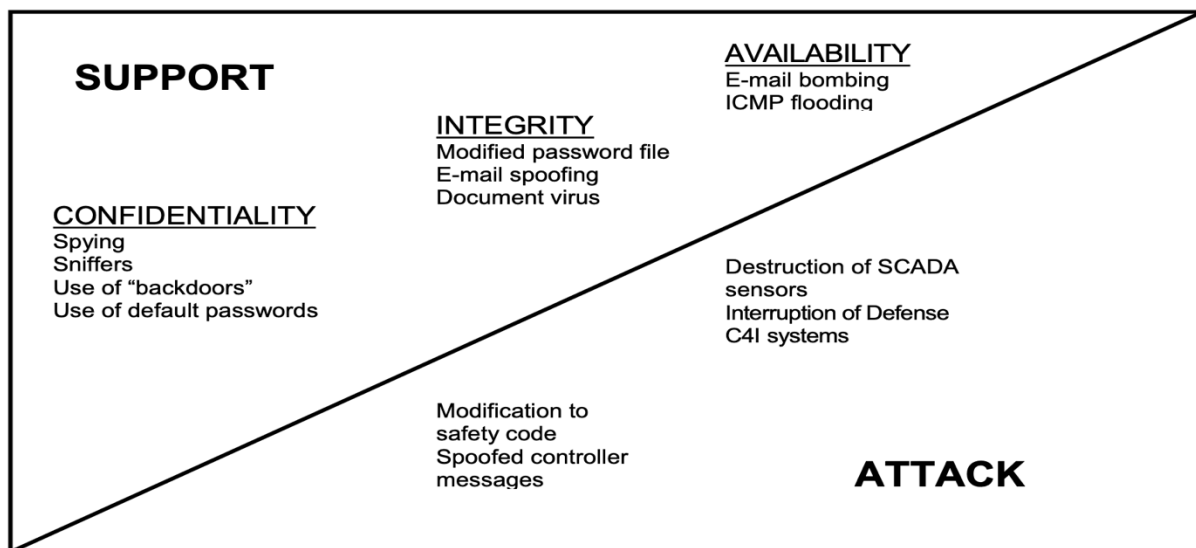 SUPPORT
CONFIDENTIALITY
Spying
Sniffers
Use of “backdoors”
Use of default passwords
INTEGRITY
Modified password file
E-mail spoofing
Document virus
AVAILABILITY
E-mail bombing
ICMP flooding
Modification to
safety code
Spoofed controller
messages
Destruction of SCADA
sensors
Interruption of Defense
C4I systems
ATTACK